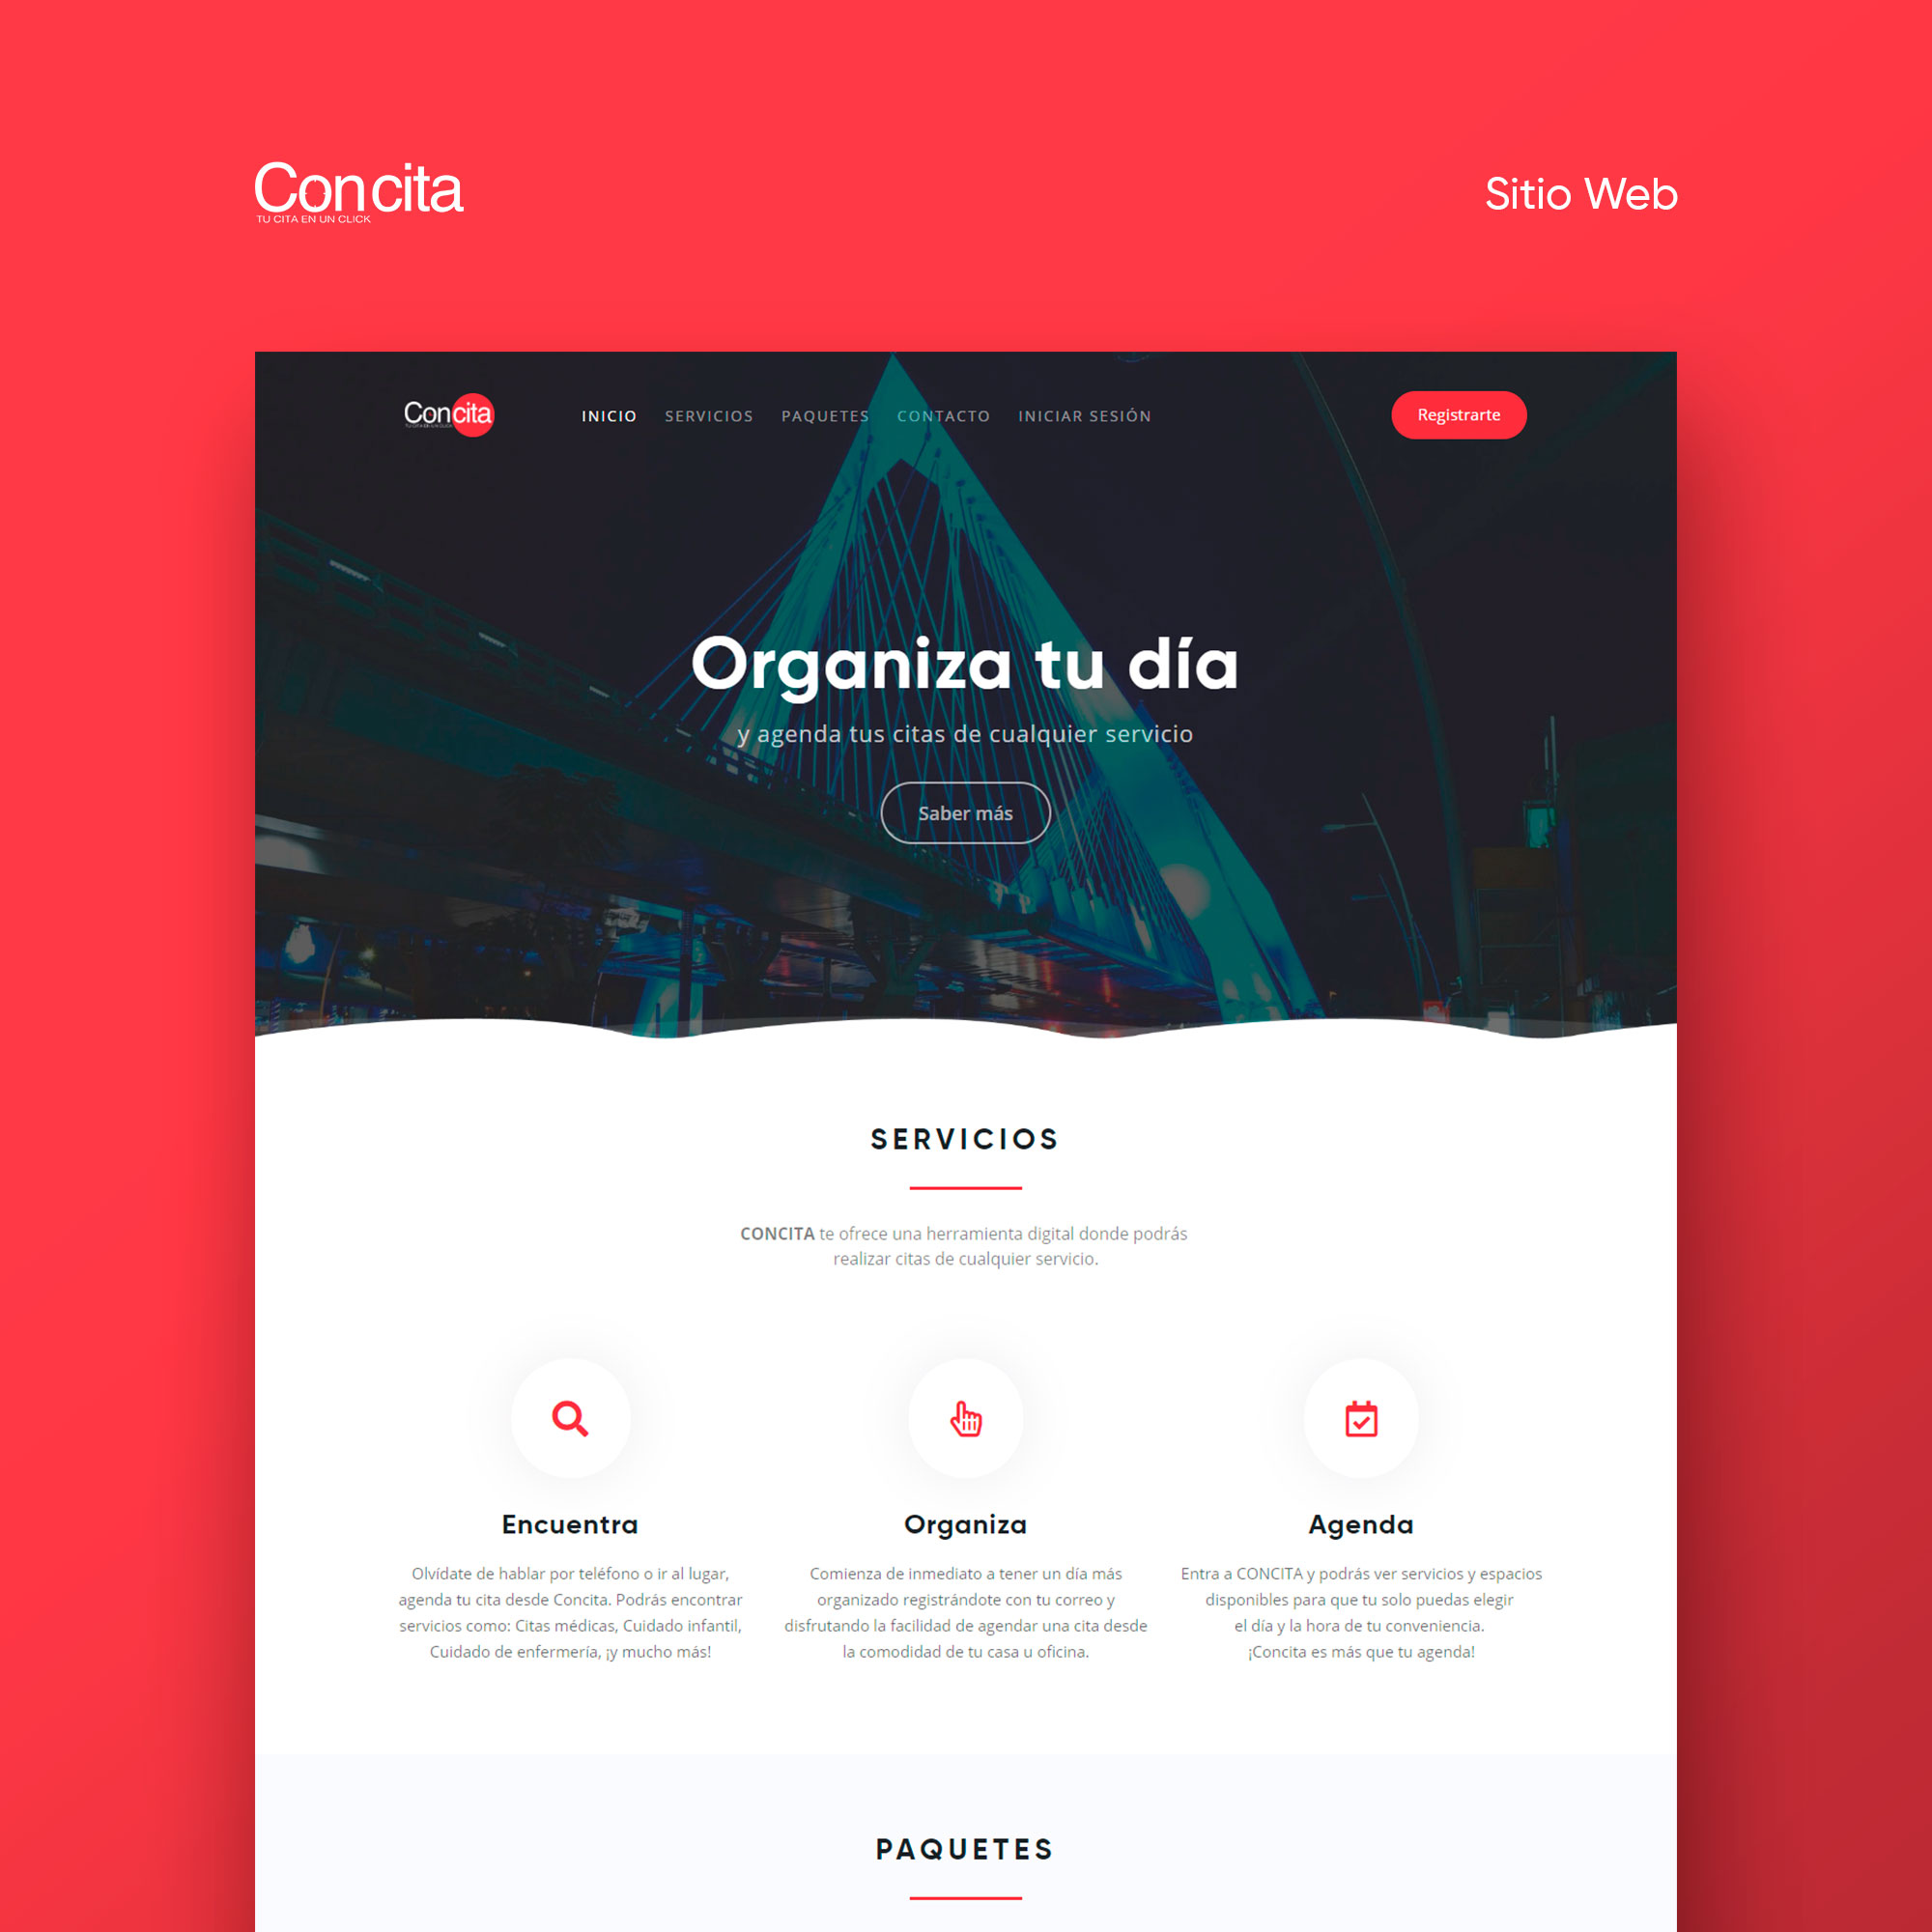 Concita
TU CITA EN UN CLICK
Sitio Web
Concita
INICIO SERVICIOS PAQUETES CONTACTO INICIAR SESIÓN
Registrarte
Organiza tu día
y agenda tus citas de cualquier servicio
Saber más
SERVICIOS
CONCITA te ofrece una herramienta digital donde podrás
realizar citas de cualquier servicio.
Encuentra
Olvídate de hablar por teléfono o ir al lugar,
agenda tu cita desde Concita. Podrás encontrar
servicios como: Citas médicas, Cuidado infantil,
Cuidado de enfermería, ¡y mucho más!
Organiza
Comienza de inmediato a tener un día más
organizado registrándote con tu correo y
disfrutando la facilidad de agendar una cita desde
la comodidad de tu casa u oficina.
Agenda
Entra a CONCITA y podrás ver servicios y espacios
disponibles para que tu solo puedas elegir
el día y la hora de tu conveniencia.
¡Concita es más que tu agenda!
PAQUETES